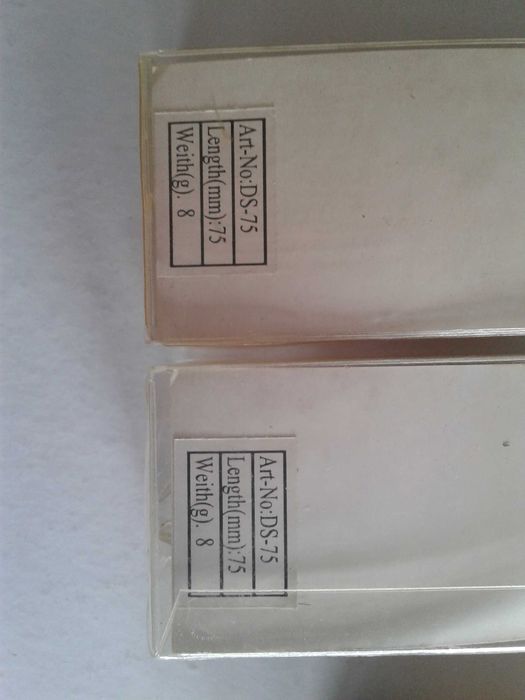 Art-No:DS-75
Length(mm):75
Weith(g). 8
Art-No:DS-75
Length(mm):75
Weith(g). 8